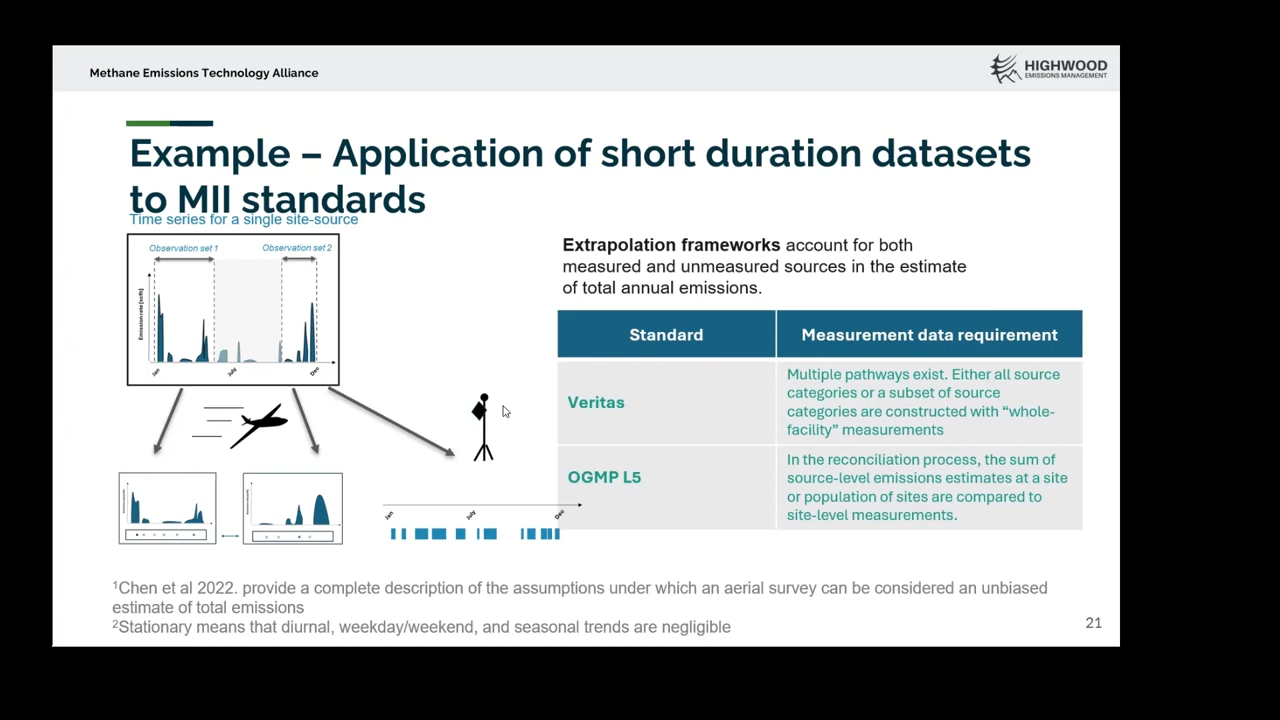 Methane Emissions Technology Alliance
HIGHWOOD
EMISSIONS MANAGEMENT
Example – Application of short duration datasets
to MII standards
Time series for a single site-source
Observation set 1
Observation set 2
Emission rate [scfh]
Jan
July
Dec
Jan
July
Dec
Extrapolation frameworks account for both
measured and unmeasured sources in the estimate
of total annual emissions.
Standard
Measurement data requirement
Veritas
Multiple pathways exist. Either all source
categories or a subset of source
categories are constructed with “whole-
facility” measurements
OGMP L5
In the reconciliation process, the sum of
source-level emissions estimates at a site
or population of sites are compared to
site-level measurements.
¹Chen et al 2022. provide a complete description of the assumptions under which an aerial survey can be considered an unbiased
estimate of total emissions
²Stationary means that diurnal, weekday/weekend, and seasonal trends are negligible
21